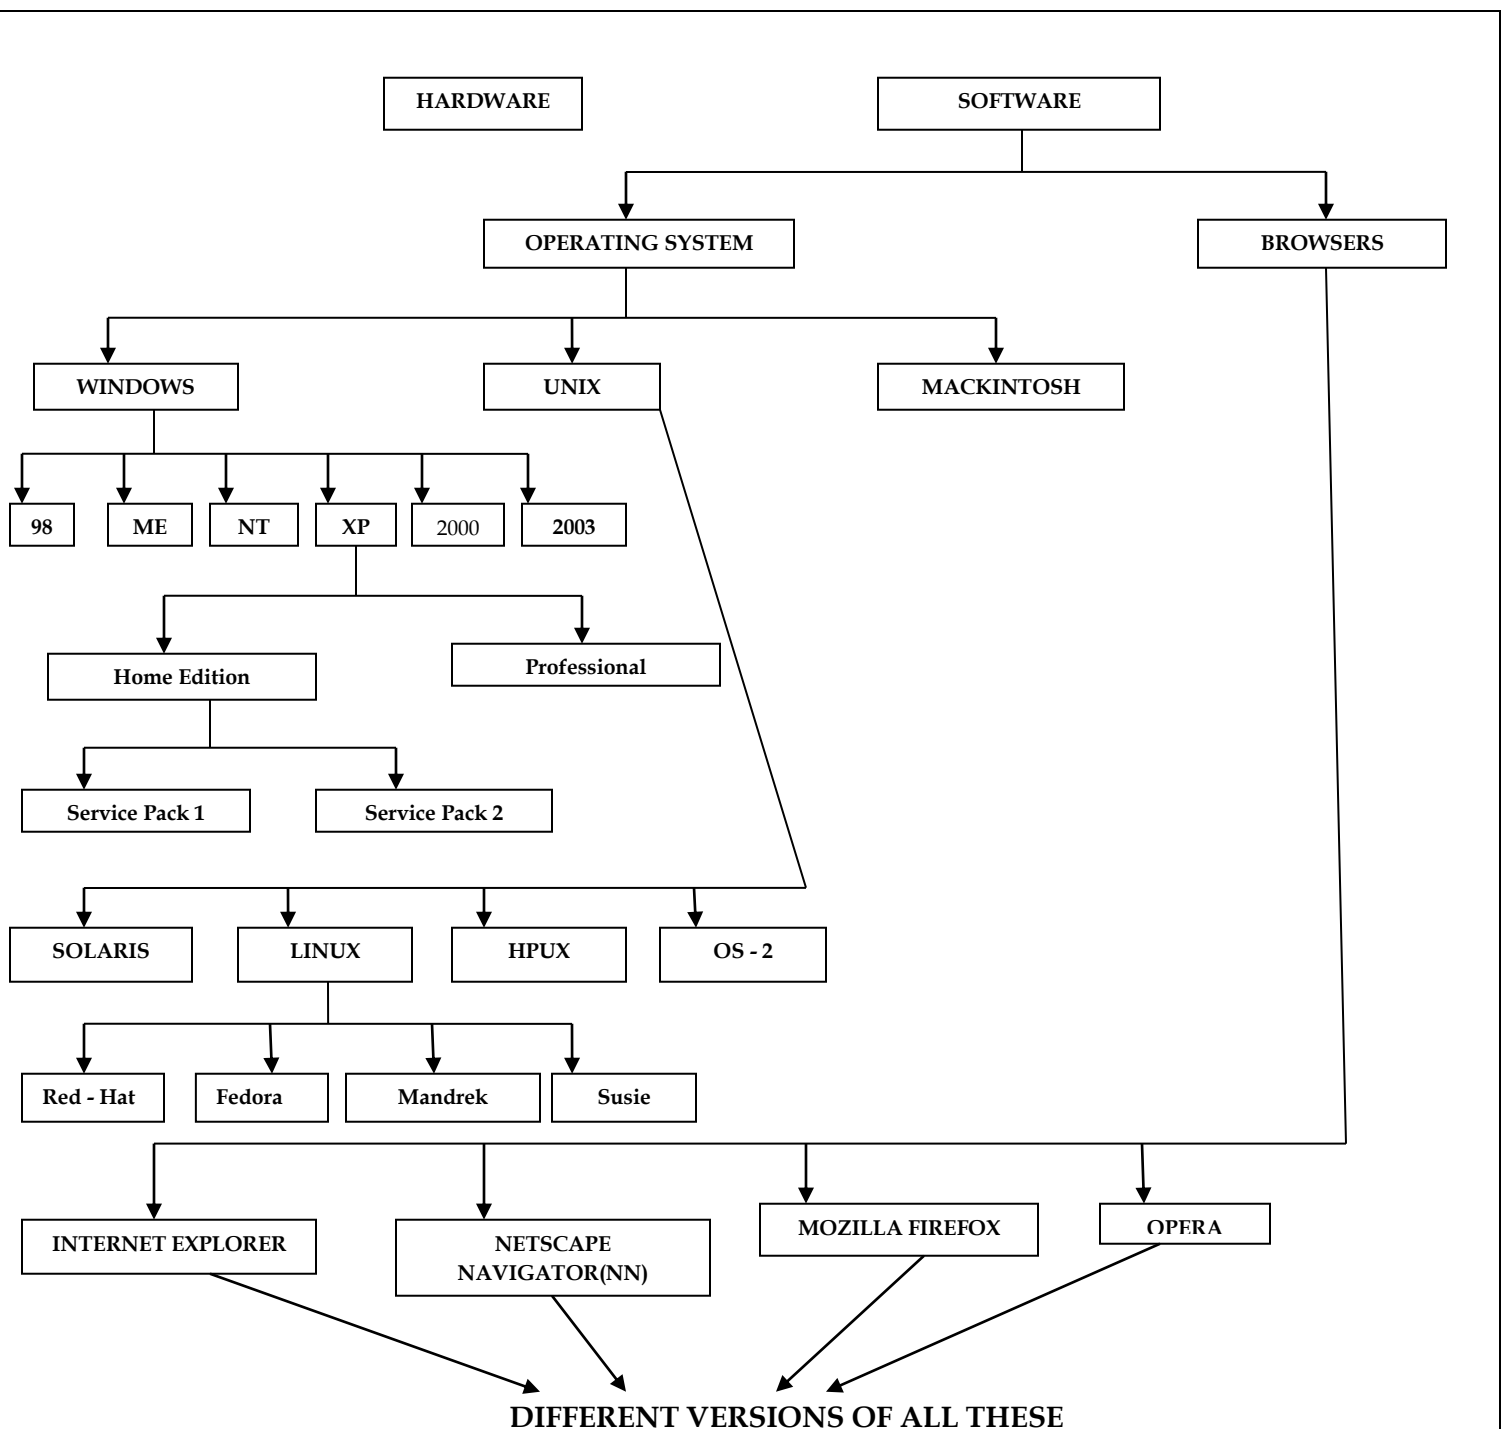 HARDWARE
SOFTWARE
OPERATING SYSTEM
BROWSERS
WINDOWS
UNIX
MACKINTOSH
98
ME
NT
XP
2000
2003
Home Edition
Professional
Service Pack 1
Service Pack 2
SOLARIS
LINUX
HPUX
OS - 2
Red - Hat
Fedora
Mandrek
Susie
INTERNET EXPLORER
NETSCAPE
NAVIGATOR(NN)
MOZILLA FIREFOX
OPERA
DIFFERENT VERSIONS OF ALL THESE